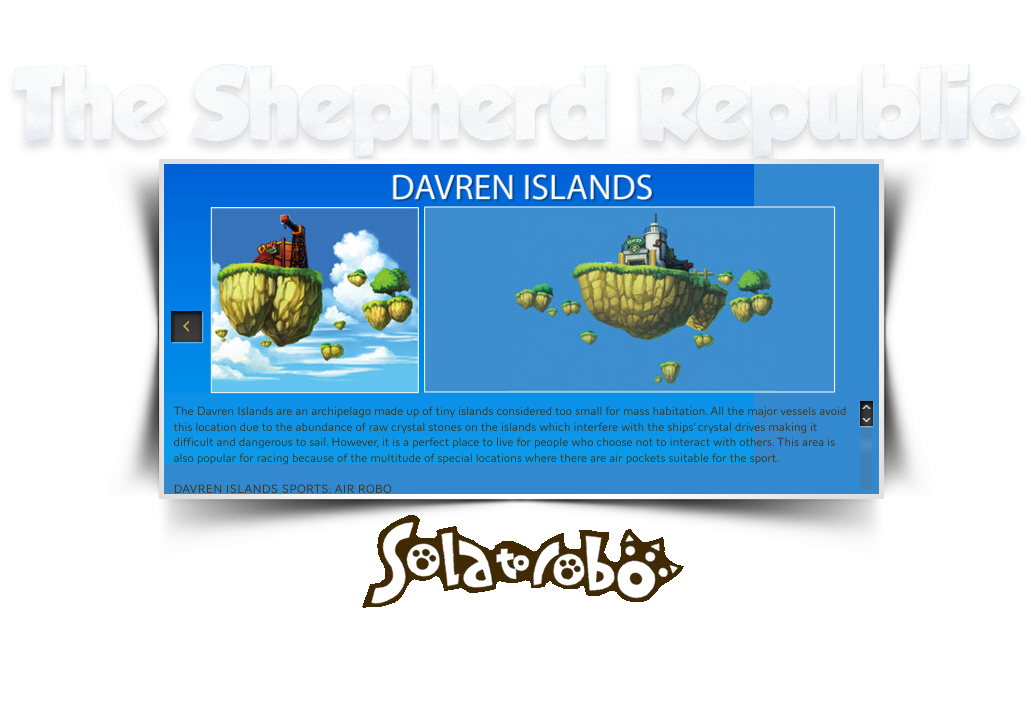 The Shepherd Republic
DAVREN ISLANDS
The Davren Islands are an archipelago made up of tiny islands considered too small for mass habitation. All the major vessels avoid
this location due to the abundance of raw crystal stones on the islands which interfere with the ships' crystal drives making it
difficult and dangerous to sail. However, it is a perfect place to live for people who choose not to interact with others. This area is
also popular for racing because of the multitude of special locations where there are air pockets suitable for the sport.
DAVREN ISLANDS SPORTS: AIR ROBO
Solatorobo